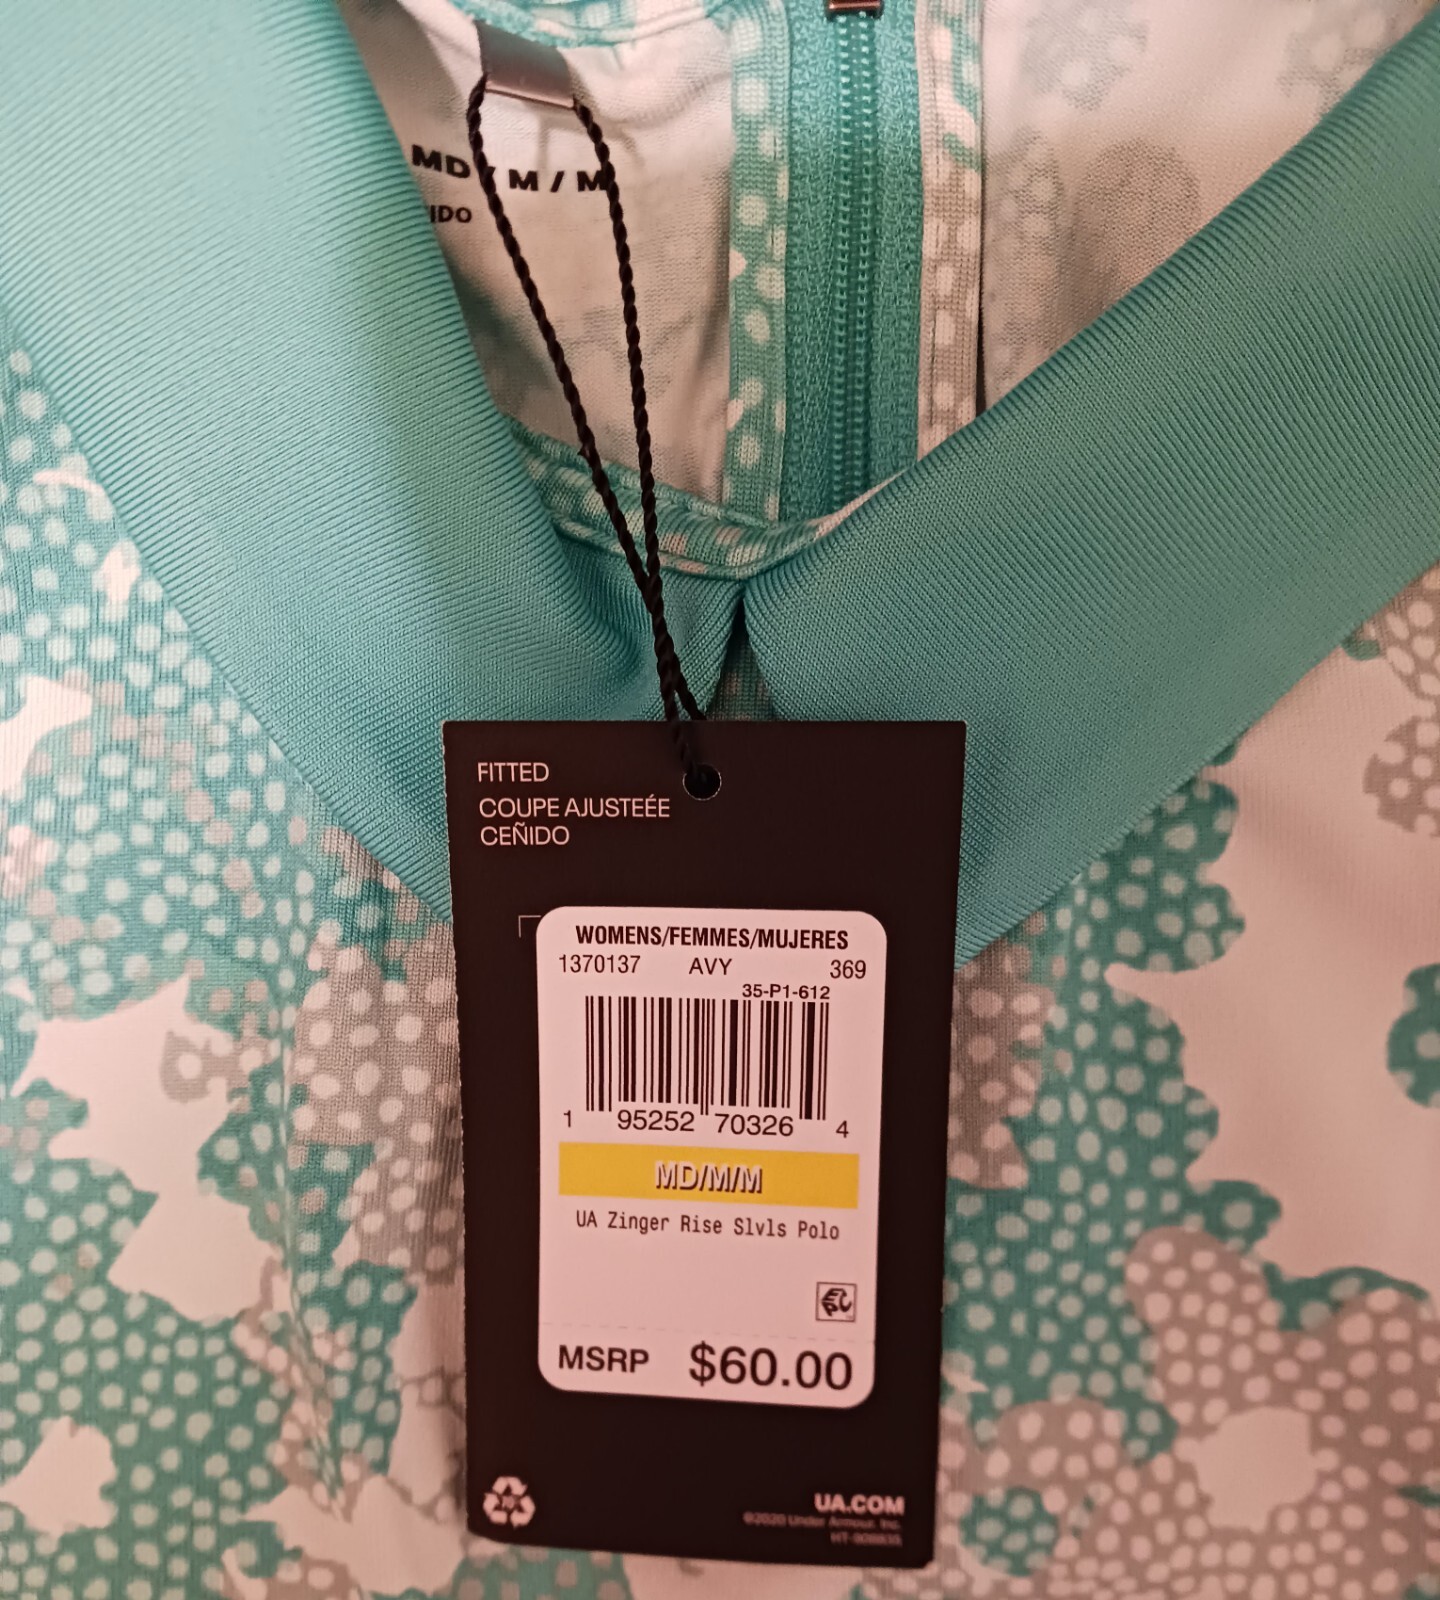 MD / M / M
IDO
FITTED
COUPE AJUSTEÉE
CEÑIDO
WOMENS/FEMMES/MUJERES
1370137 AVY 369
35-P1-612
1 95252 70326 4
MD/M/M
UA Zinger Rise Slvls Polo
MSRP $60.00
UA.COM
©2020 Under Armour, Inc.